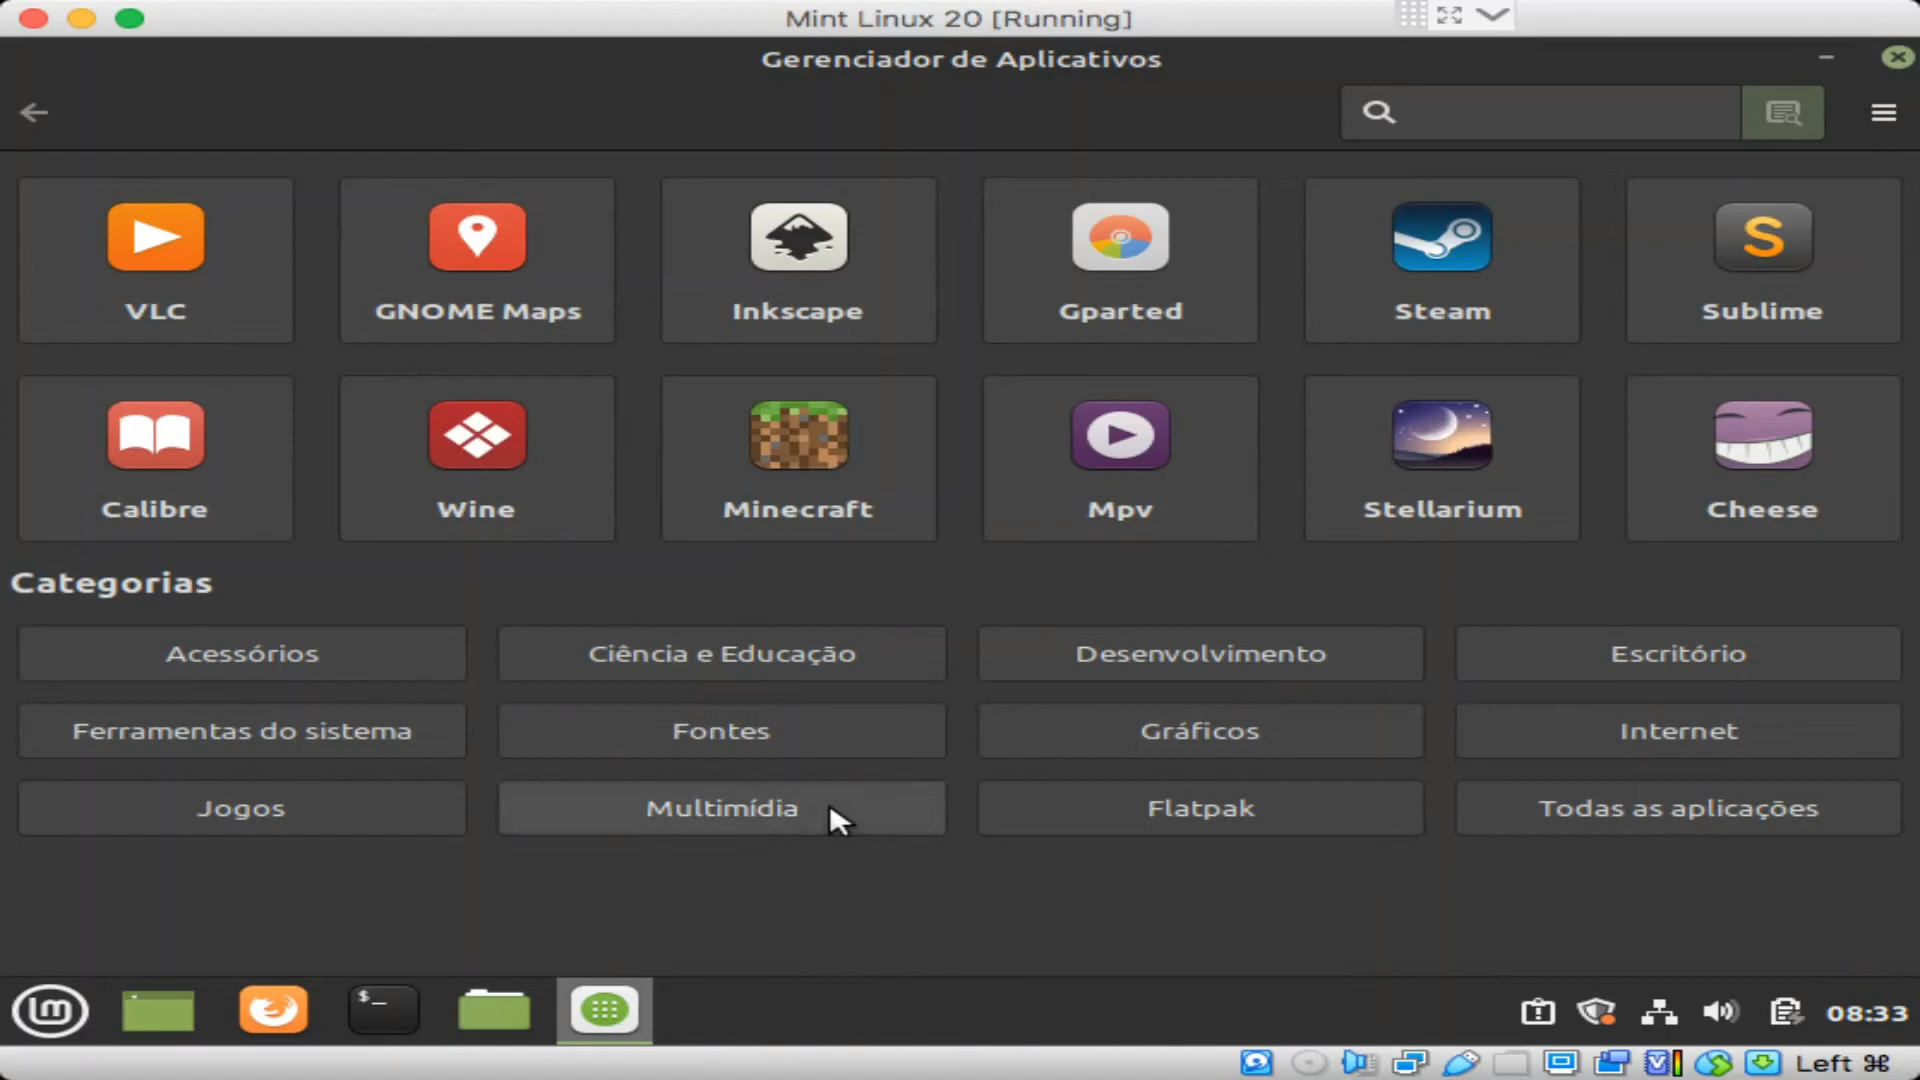 Mint Linux 20 [Running]
Gerenciador de Aplicativos
VLC
GNOME Maps
Inkscape
Gparted
Steam
Sublime
Calibre
Wine
Minecraft
Mpv
Stellarium
Cheese
Categorias
Acessórios
Ciência e Educação
Desenvolvimento
Escritório
Ferramentas do sistema
Fontes
Gráficos
Internet
Jogos
Multimídia
Flatpak
Todas as aplicações
$_
08:33
Left ⌘